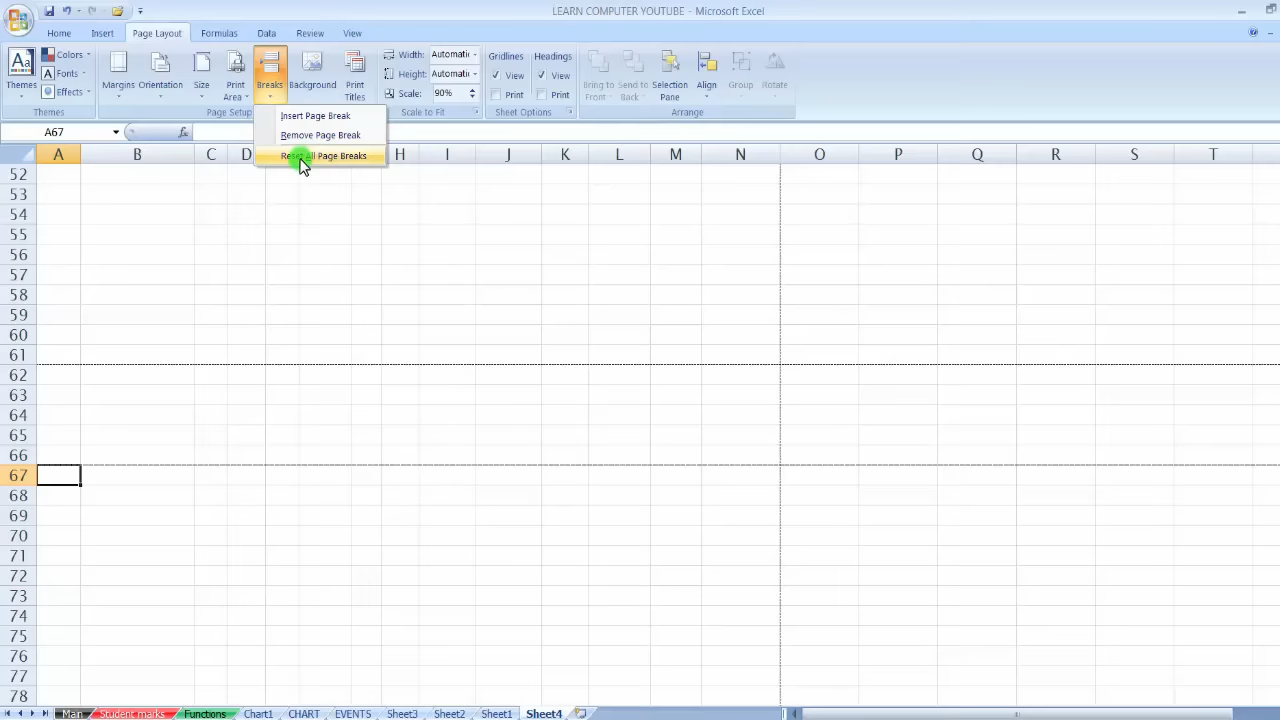 LEARN COMPUTER YOUTUBE - Microsoft Excel
Home Insert Page Layout Formulas Data Review View
Aa Themes
Colors
Fonts
Effects
Themes
Margins Orientation Size Print Area Breaks Background Print Titles
Page Setup
Width: Automatic
Height: Automatic
Scale: 90%
Scale to Fit
Gridlines Headings
View View
Print Print
Sheet Options
Bring to Front Send to Back Selection Pane Align Group Rotate
Arrange
Insert Page Break
Remove Page Break
Reset All Page Breaks
A67 fx
A B C D H I J K L M N O P Q R S T
52
53
54
55
56
57
58
59
60
61
62
63
64
65
66
67
68
69
70
71
72
73
74
75
76
77
78
Man Student marks Functions Chart1 CHART EVENTS Sheet3 Sheet2 Sheet1 Sheet4